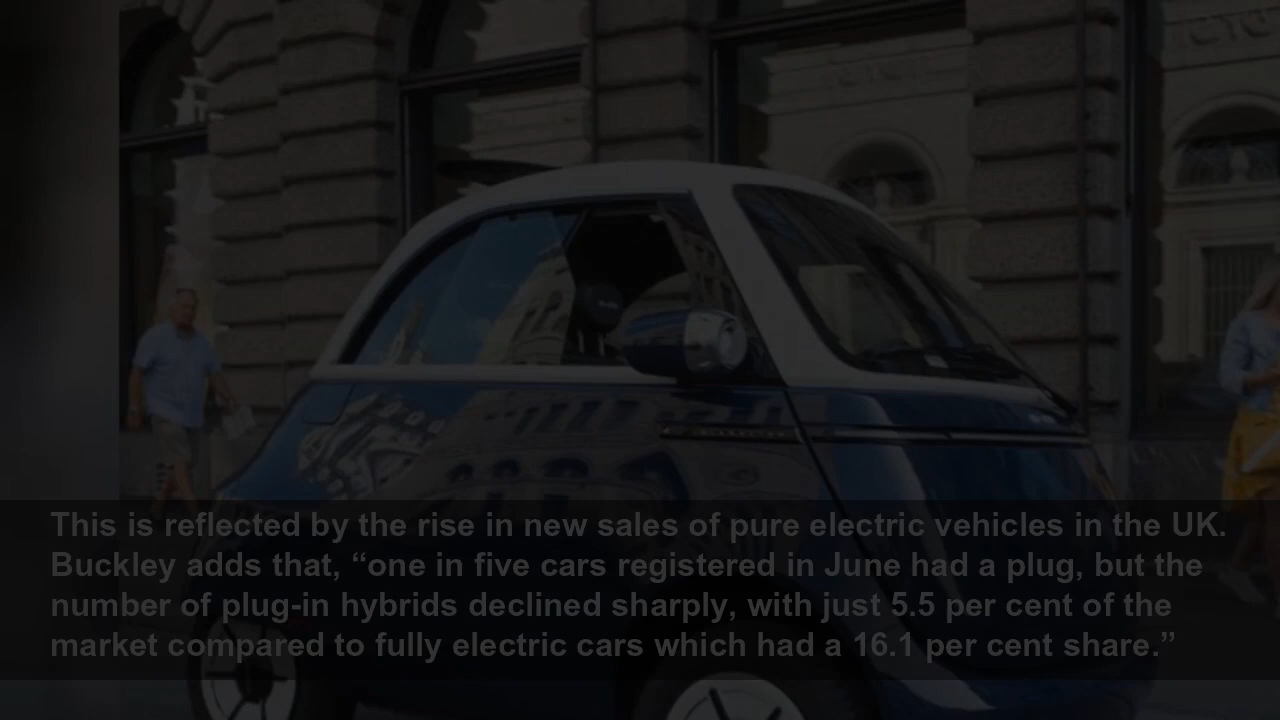 This is reflected by the rise in new sales of pure electric vehicles in the UK.
Buckley adds that, “one in five cars registered in June had a plug, but the
number of plug-in hybrids declined sharply, with just 5.5 per cent of the
market compared to fully electric cars which had a 16.1 per cent share.”